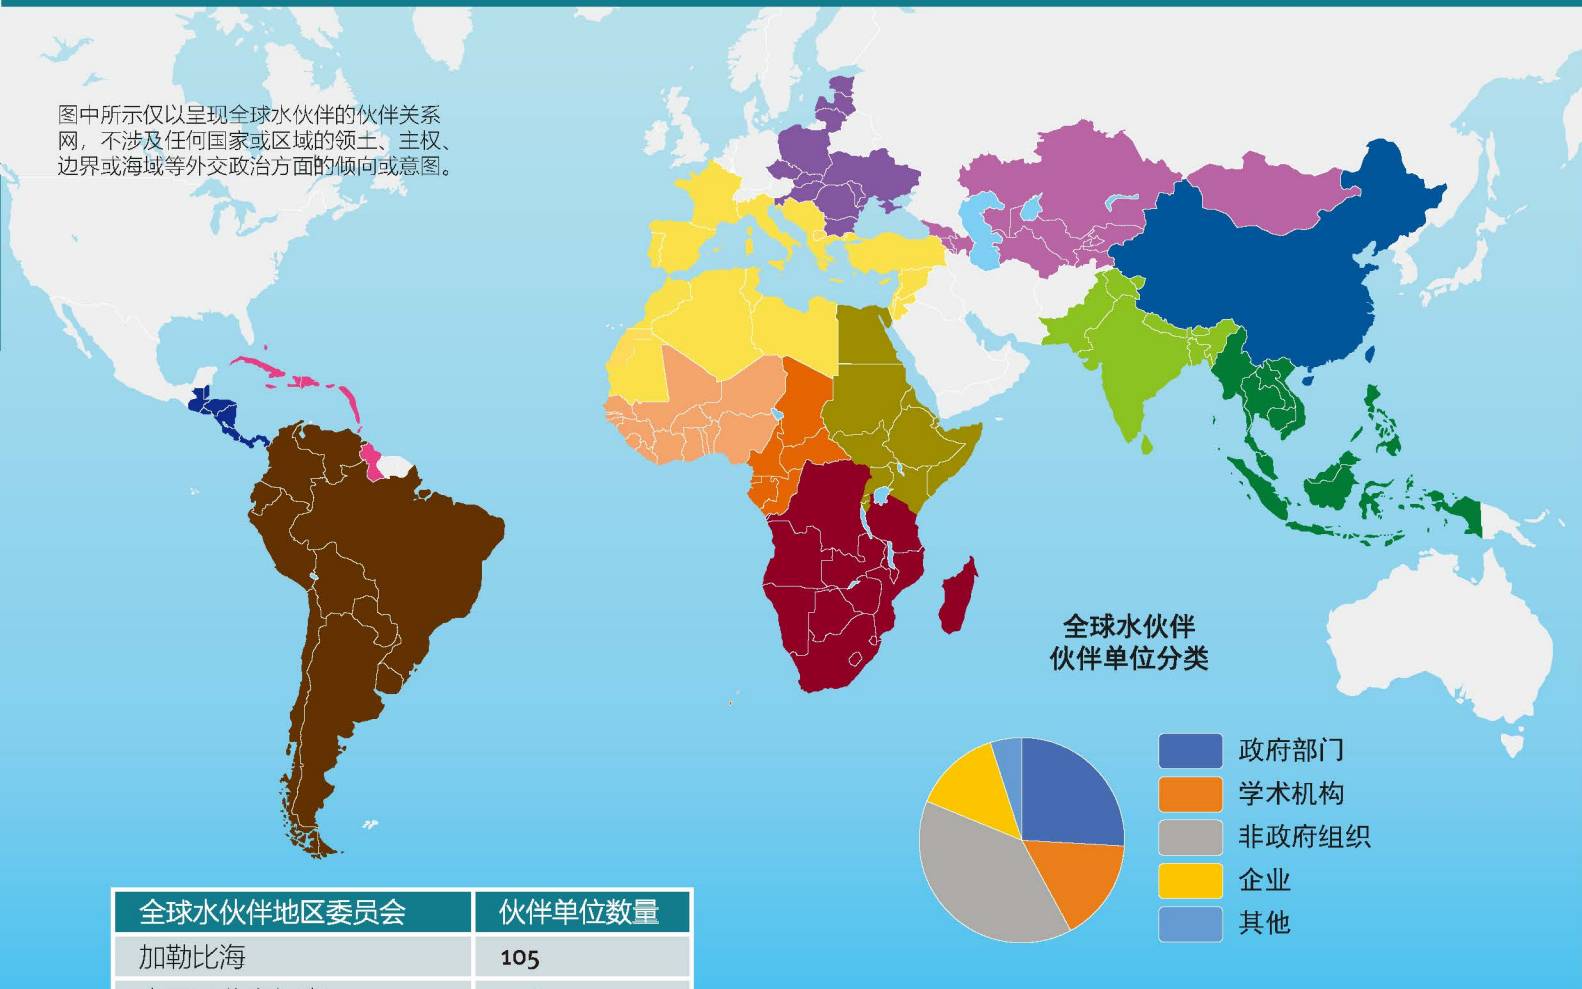 图中所示仅以呈现全球水伙伴的伙伴关系
网，不涉及任何国家或区域的领土、主权、
边界或海域等外交政治方面的倾向或意图。
全球水伙伴
伙伴单位分类
政府部门
学术机构
非政府组织
企业
其他
全球水伙伴地区委员会 伙伴单位数量
加勒比海 105